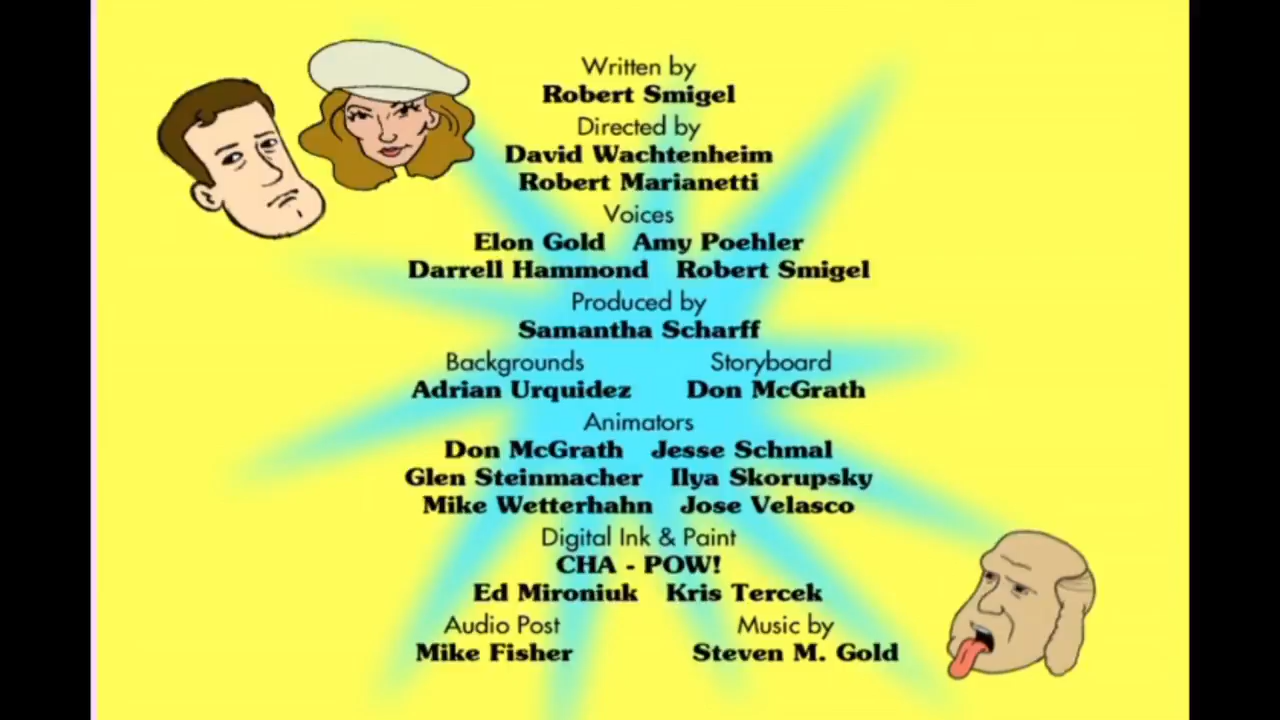 Written by
Robert Smigel
Directed by
David Wachtenheim
Robert Marianetti
Voices
Elon Gold Amy Poehler
Darrell Hammond Robert Smigel
Produced by
Samantha Scharff
Backgrounds Storyboard
Adrian Urquidez Don McGrath
Animators
Don McGrath Jesse Schmal
Glen Steinmacher Ilya Skorupsky
Mike Wetterhahn Jose Velasco
Digital Ink & Paint
CHA - POW!
Ed Mironiuk Kris Tercek
Audio Post Music by
Mike Fisher Steven M. Gold